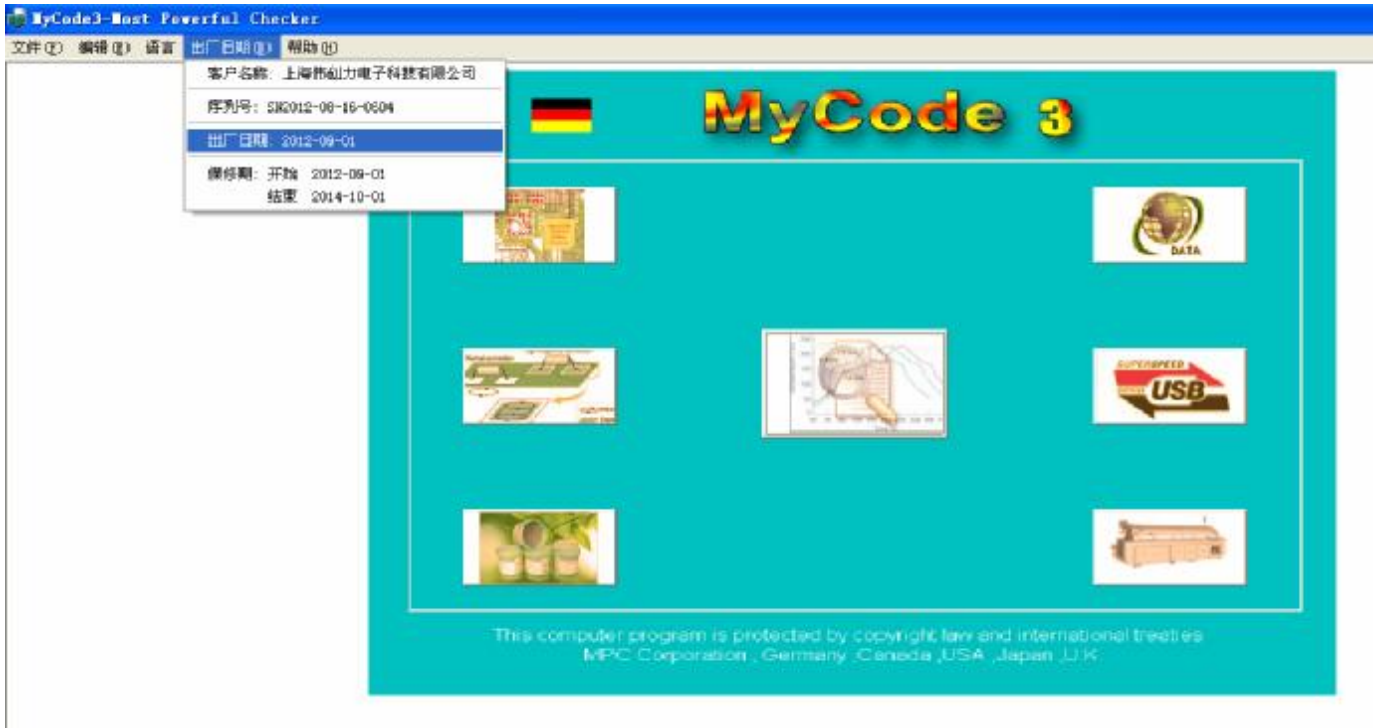 MyCode3-Most Powerful Checker
文件(F) 编辑(E) 语言 出厂日期(D) 帮助(H)
客户名称: 上海伟创力电子科技有限公司
序列号: SN2012-08-16-0604
出厂日期: 2012-09-01
保修期: 开始 2012-09-01
结束 2014-10-01
MyCode 3
DATA
SUPERSPEED
USB
This computer program is protected by copyright law and international treaties
MPIC Corporation , Germany ,Canada ,USA ,Japan ,U.K